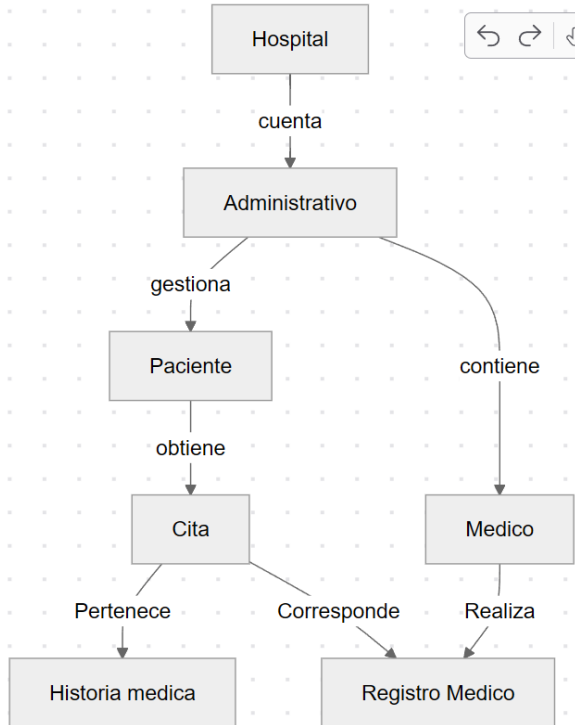 Hospital
cuenta
Administrativo
gestiona
Paciente
contiene
obtiene
Cita
Medico
Pertenece
Corresponde
Realiza
Historia medica
Registro Medico